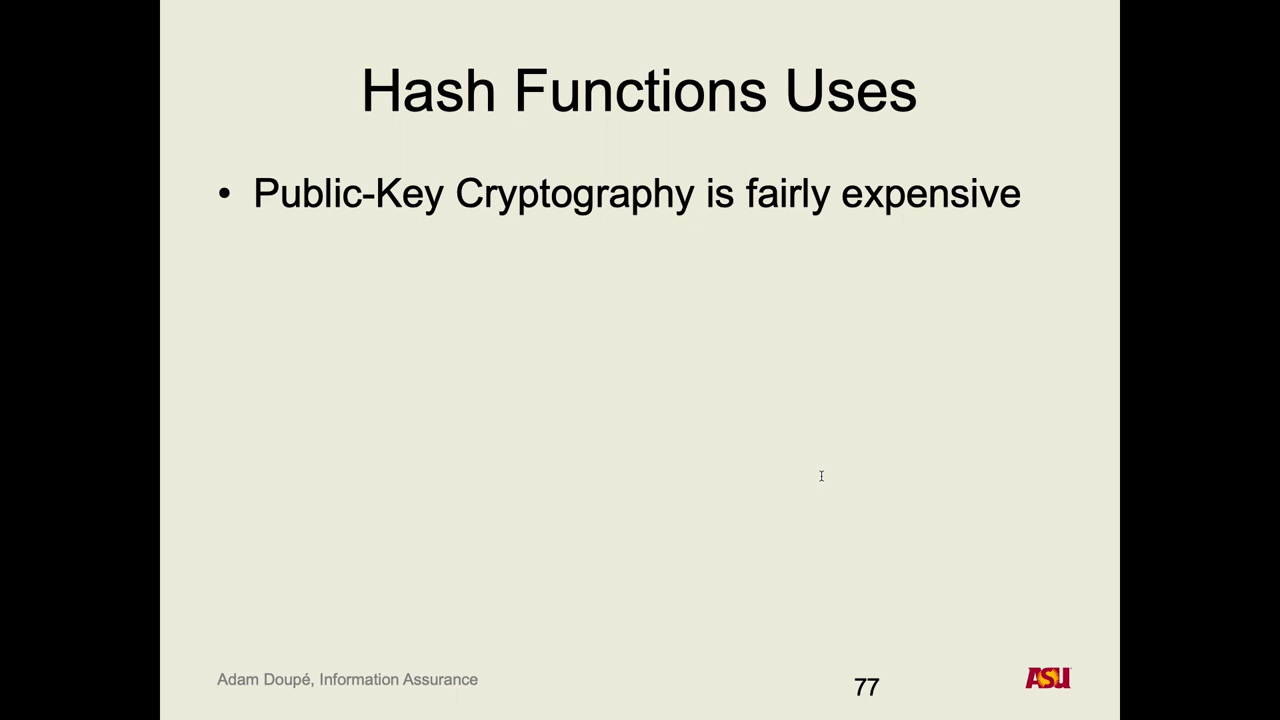 Hash Functions Uses
• Public-Key Cryptography is fairly expensive
Adam Doupé, Information Assurance
77
ASU